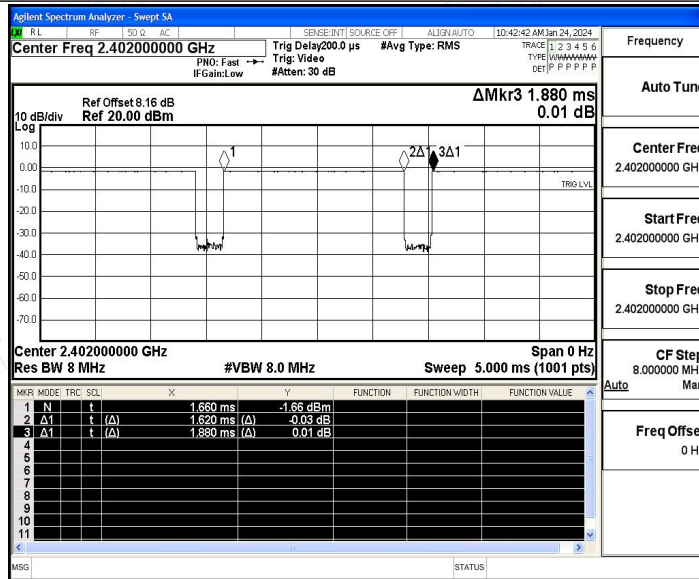 Agilent Spectrum Analyzer - Swept SA
LXI RL RF 50 Ω AC SENSE:INT SOURCE OFF ALIGN AUTO 10:42:42 AM Jan 24, 2024
Center Freq 2.402000000 GHz
PNO: Fast
IFGain:Low
Trig Delay200.0 µs
Trig: Video
#Atten: 30 dB
#Avg Type: RMS
TRACE 1 2 3 4 5 6
TYPE WWWWWW
DET P P P P P P
Ref Offset 8.16 dB
Ref 20.00 dBm
ΔMkr3 1.880 ms
0.01 dB
10 dB/div
Log
10.0
0.00
-10.0
-20.0
-30.0
-40.0
-50.0
-60.0
-70.0
1
2Δ1
3Δ1
TRIG LVL
Center 2.402000000 GHz
Res BW 8 MHz
#VBW 8.0 MHz
Span 0 Hz
Sweep 5.000 ms (1001 pts)
MKR MODE TRC SCL X Y FUNCTION FUNCTION WIDTH FUNCTION VALUE
1 N t 1.660 ms -1.66 dBm
2 Δ1 t (Δ) 1.620 ms (Δ) -0.03 dB
3 Δ1 t (Δ) 1.880 ms (Δ) 0.01 dB
4
5
6
7
8
9
10
11
MSG
STATUS
Frequency
Auto Tun
Center Fre
2.402000000 GH
Start Fre
2.402000000 GH
Stop Fre
2.402000000 GH
CF Step
8.000000 MH
Auto Ma
Freq Offse
0 H